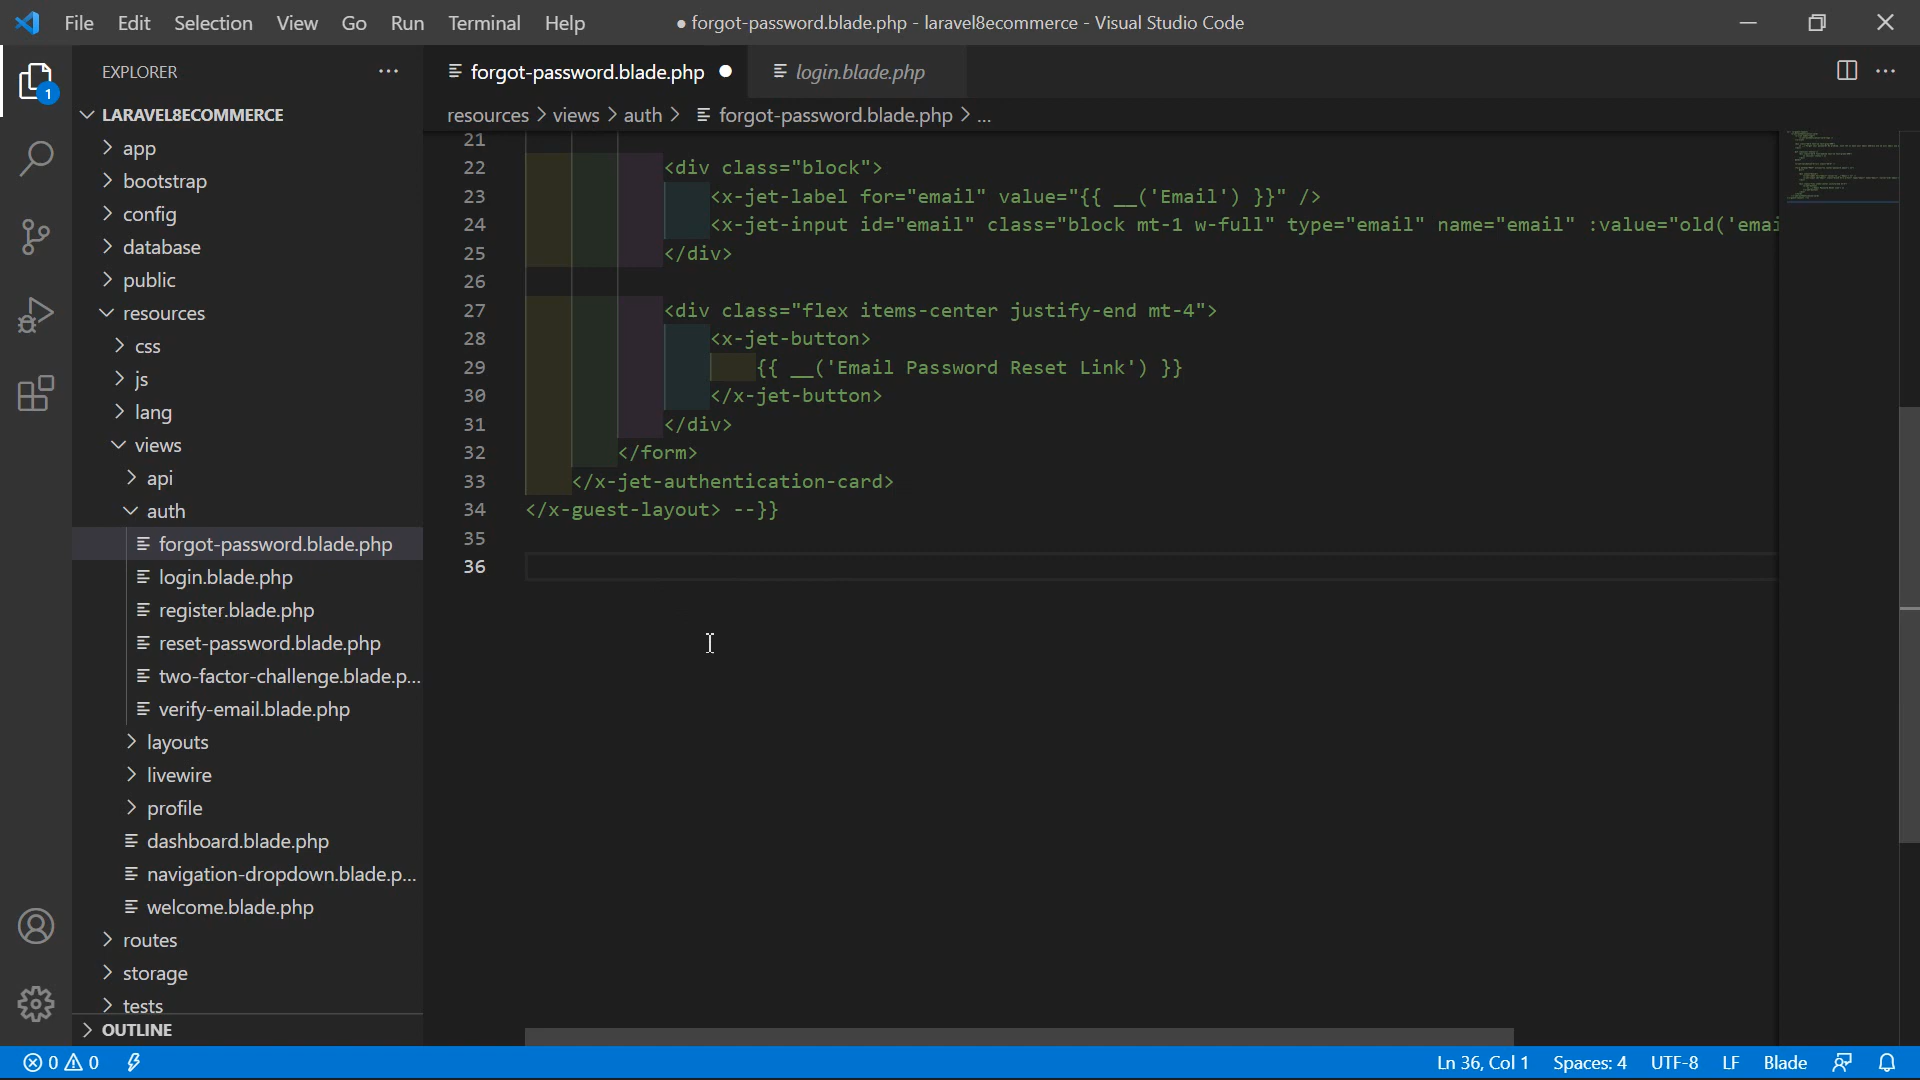 File Edit Selection View Go Run Terminal Help
● forgot-password.blade.php - laravel8ecommerce - Visual Studio Code
EXPLORER
1
LARAVEL8ECOMMERCE
app
bootstrap
config
database
public
resources
css
js
lang
views
api
auth
forgot-password.blade.php
login.blade.php
register.blade.php
reset-password.blade.php
two-factor-challenge.blade.p...
verify-email.blade.php
layouts
livewire
profile
dashboard.blade.php
navigation-dropdown.blade.p...
welcome.blade.php
routes
storage
tests
OUTLINE
forgot-password.blade.php ● login.blade.php
resources > views > auth > forgot-password.blade.php > ...
21
22 <div class="block">
23 <x-jet-label for="email" value="{{ __('Email') }}" />
24 <x-jet-input id="email" class="block mt-1 w-full" type="email" name="email" :value="old('emai
25 </div>
26
27 <div class="flex items-center justify-end mt-4">
28 <x-jet-button>
29 {{ __('Email Password Reset Link') }}
30 </x-jet-button>
31 </div>
32 </form>
33 </x-jet-authentication-card>
34 </x-guest-layout> --}}
35
36
0 0
Ln 36, Col 1 Spaces: 4 UTF-8 LF Blade